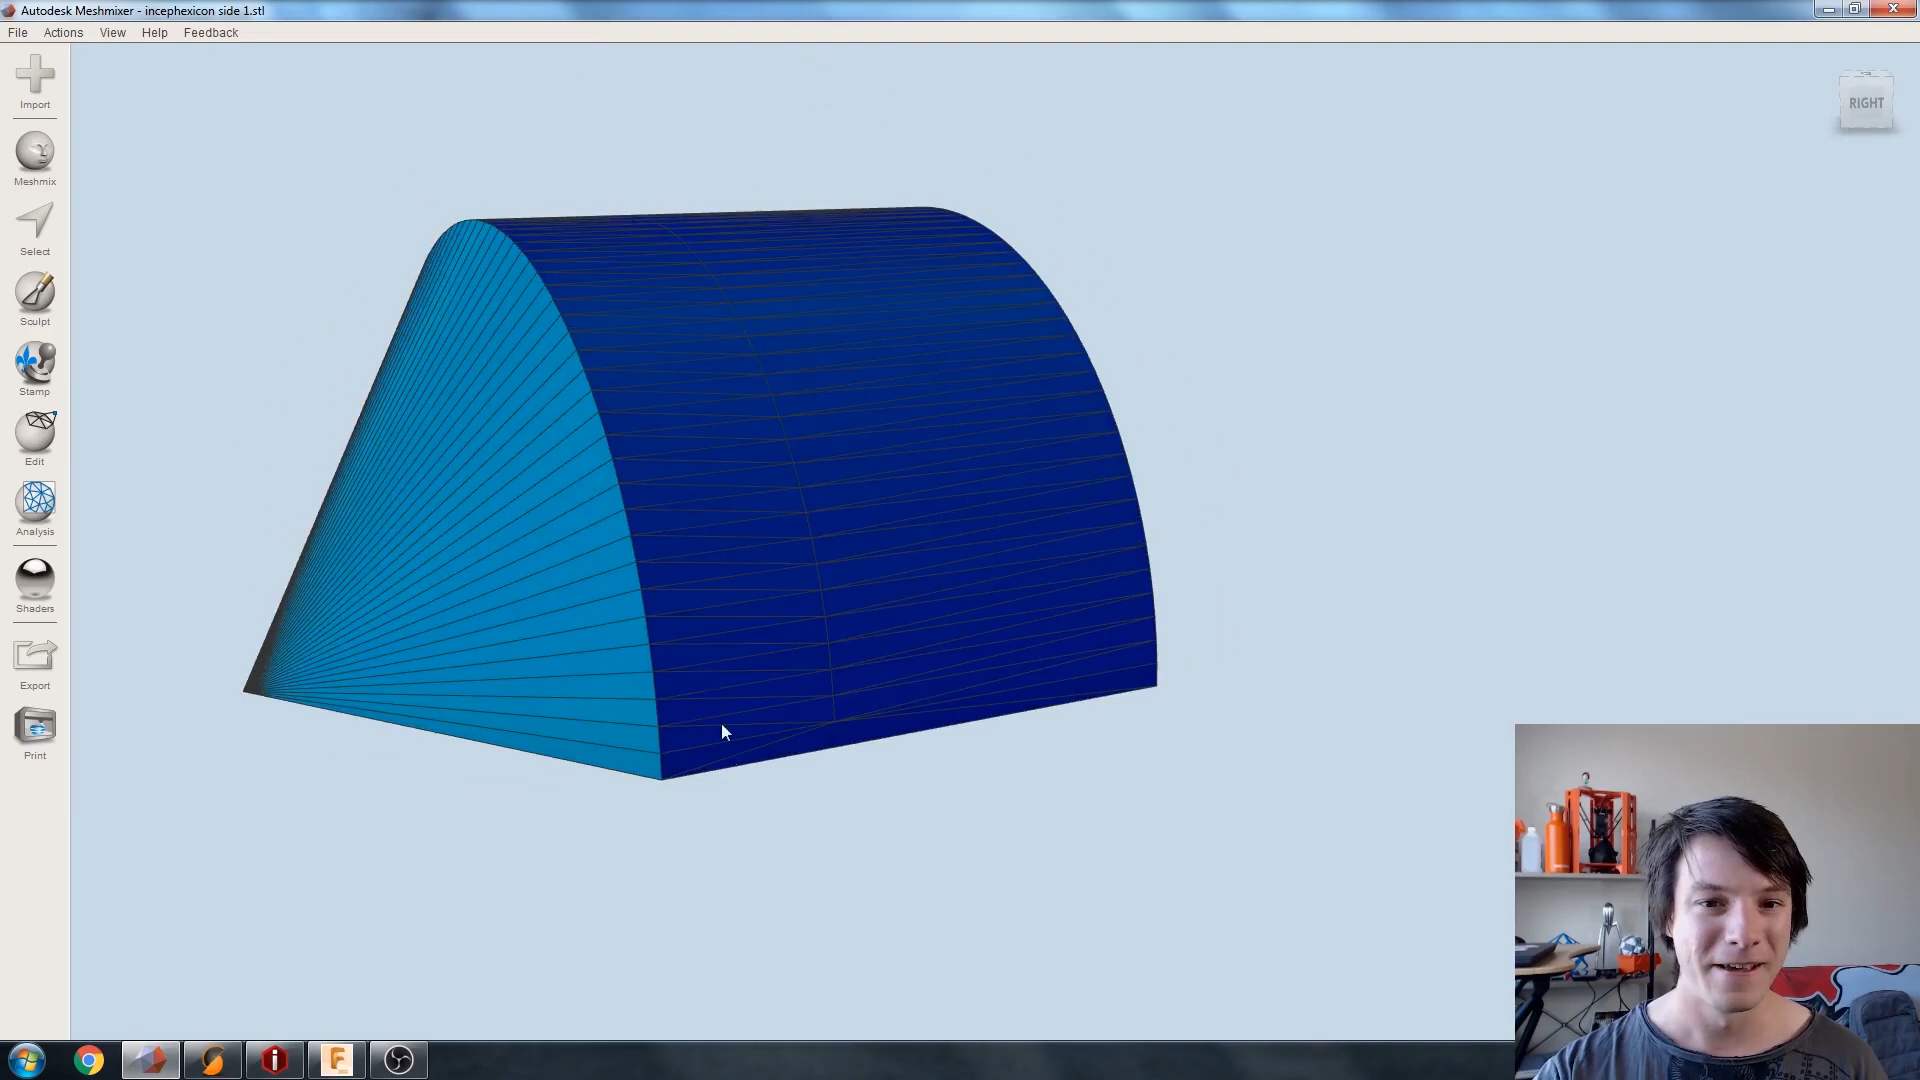 Autodesk Meshmixer - incephexicon side 1.stl
File Actions View Help Feedback
Import
Meshmix
Select
Sculpt
Stamp
Edit
Analysis
Shaders
Export
Print
RIGHT